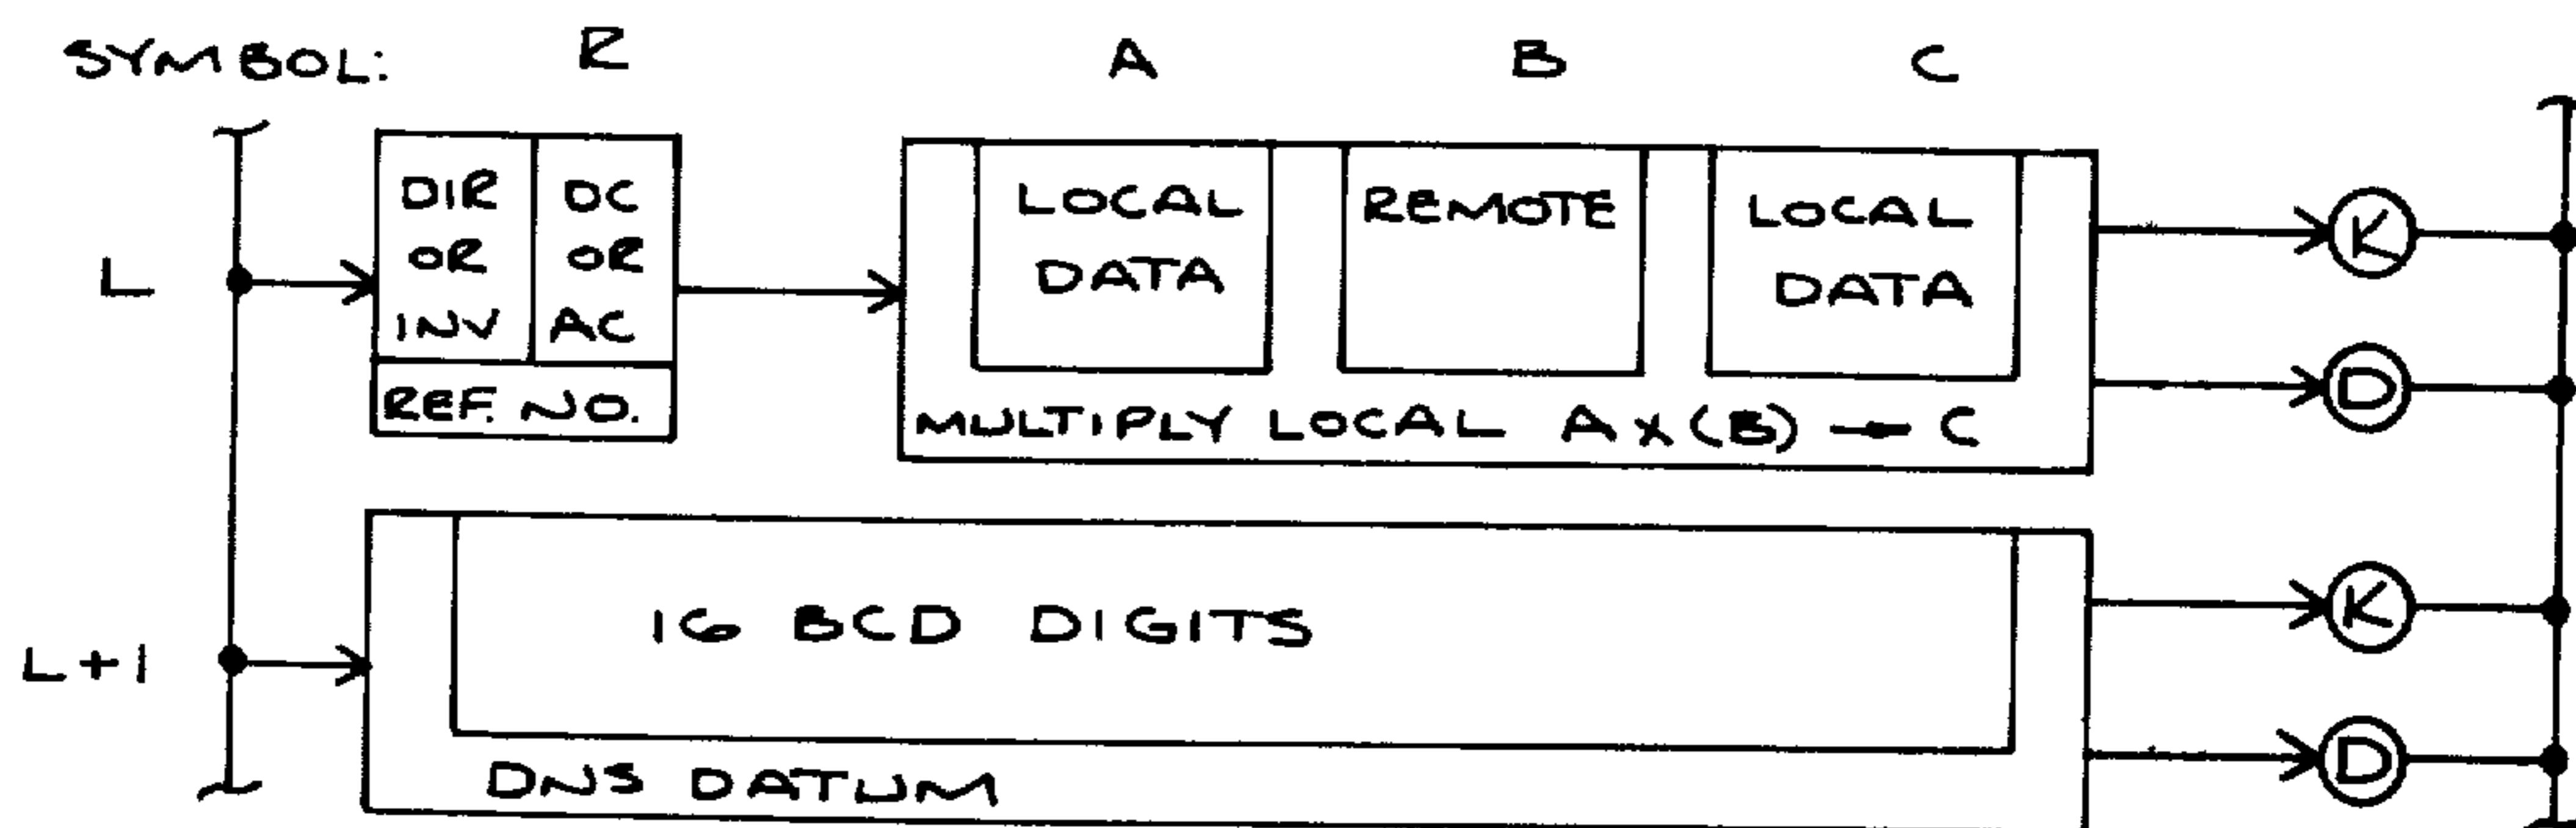 SYMBOL: R A B C
L
DIR OR INV
DC OR AC
REF. NO.
LOCAL DATA
REMOTE
LOCAL DATA
MULTIPLY LOCAL A x (B) → C
K
D
L+1
16 BCD DIGITS
DNS DATUM
K
D